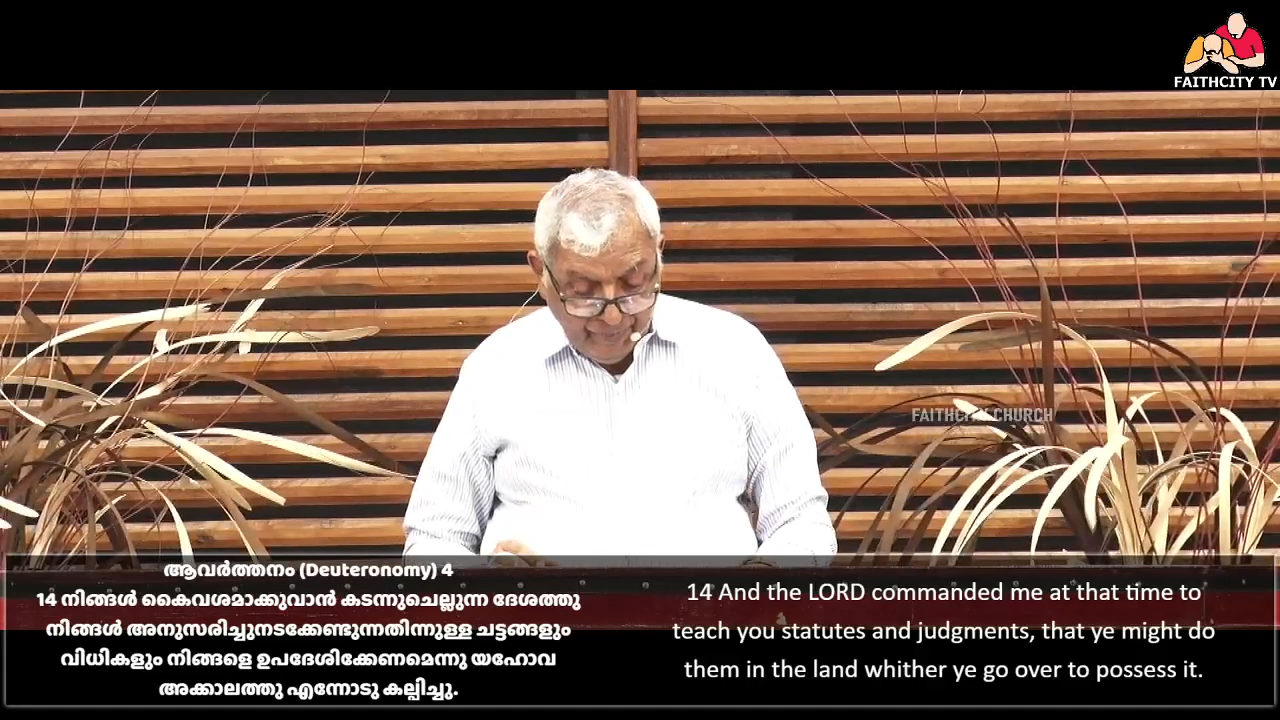 FAITHCITY TV
FAITHCITY CHURCH
ആവർത്തനം (Deuteronomy) 4
14 നിങ്ങൾ കൈവശമാക്കുവാൻ കടന്നുചെല്ലുന്ന ദേശത്തു
നിങ്ങൾ അനുസരിച്ചുനടക്കേണ്ടുന്നതിന്നുള്ള ചട്ടങ്ങളും
വിധികളും നിങ്ങളെ ഉപദേശിക്കേണമെന്നു യഹോവ
അക്കാലത്തു എന്നോടു കല്പിച്ചു.
14 And the LORD commanded me at that time to
teach you statutes and judgments, that ye might do
them in the land whither ye go over to possess it.